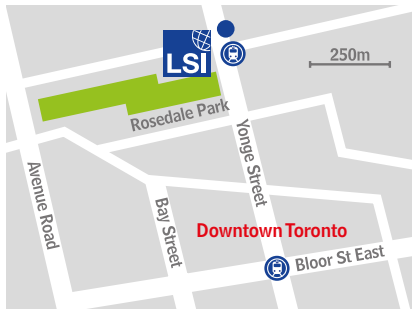 LSI
250m
Rosedale Park
Yonge Street
Avenue Road
Bay Street
Downtown Toronto
Bloor St East